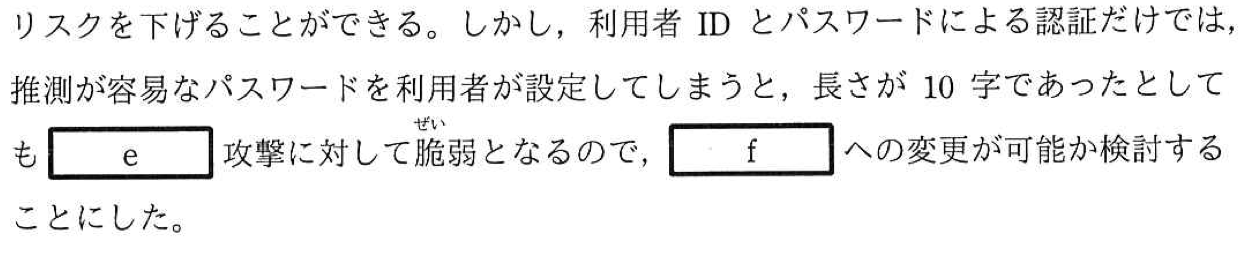 リスクを下げることができる。しかし，利用者 ID とパスワードによる認証だけでは，
推測が容易なパスワードを利用者が設定してしまうと，長さが 10 字であったとして
も e 攻撃に対して脆弱となるので， f への変更が可能か検討する
ぜい
ことにした。